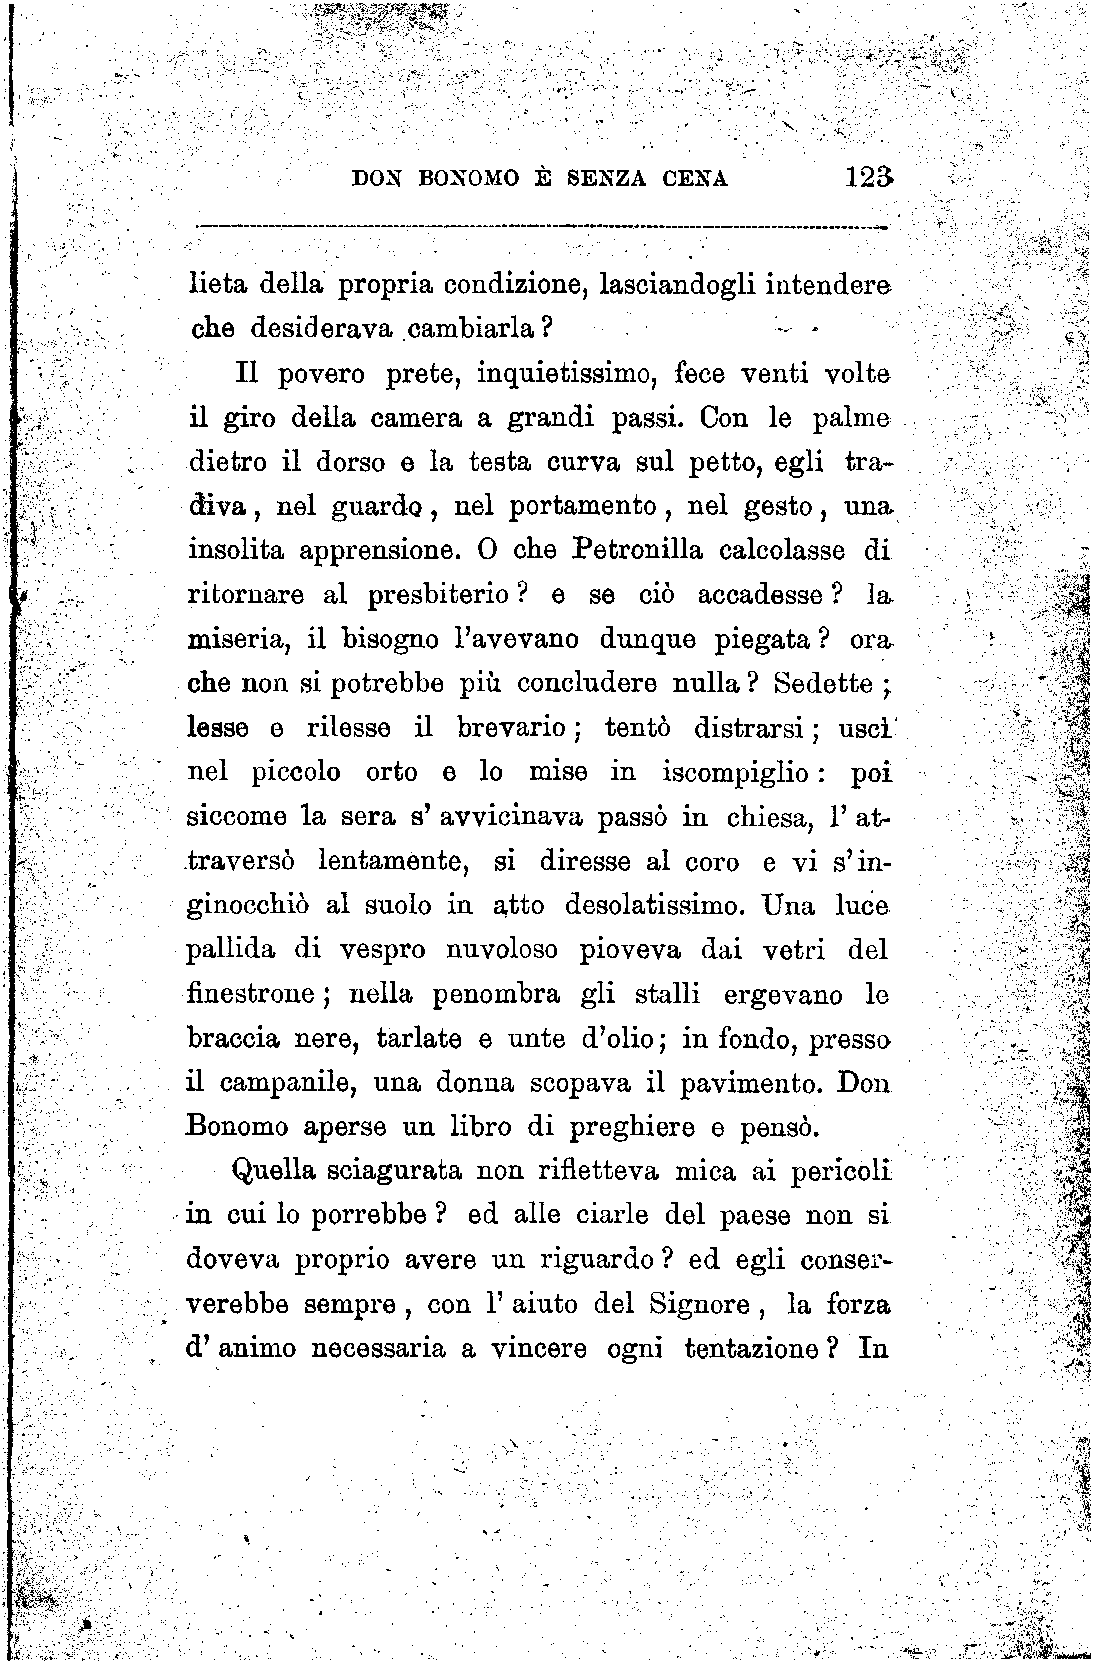 DON BONOMO È SENZA CENA 123
lieta della propria condizione, lasciandogli intendere
che desiderava cambiarla?
Il povero prete, inquietissimo, fece venti volte
il giro della camera a grandi passi. Con le palme
dietro il dorso e la testa curva sul petto, egli tra-
diva, nel guardo, nel portamento, nel gesto, una
insolita apprensione. O che Petronilla calcolasse di
ritornare al presbiterio? e se ciò accadesse? la
miseria, il bisogno l'avevano dunque piegata? ora
che non si potrebbe più concludere nulla? Sedette;
lesse e rilesse il brevario; tentò distrarsi; uscì
nel piccolo orto e lo mise in iscompiglio: poi
siccome la sera s' avvicinava passò in chiesa, l' at-
traversò lentamente, si diresse al coro e vi s'in-
ginocchiò al suolo in atto desolatissimo. Una luce
pallida di vespro nuvoloso pioveva dai vetri del
finestrone; nella penombra gli stalli ergevano le
braccia nere, tarlate e unte d'olio; in fondo, presso
il campanile, una donna scopava il pavimento. Don
Bonomo aperse un libro di preghiere e pensò.
Quella sciagurata non rifletteva mica ai pericoli
in cui lo porrebbe? ed alle ciarle del paese non si
doveva proprio avere un riguardo? ed egli conser-
verebbe sempre, con l' aiuto del Signore, la forza
d' animo necessaria a vincere ogni tentazione? In